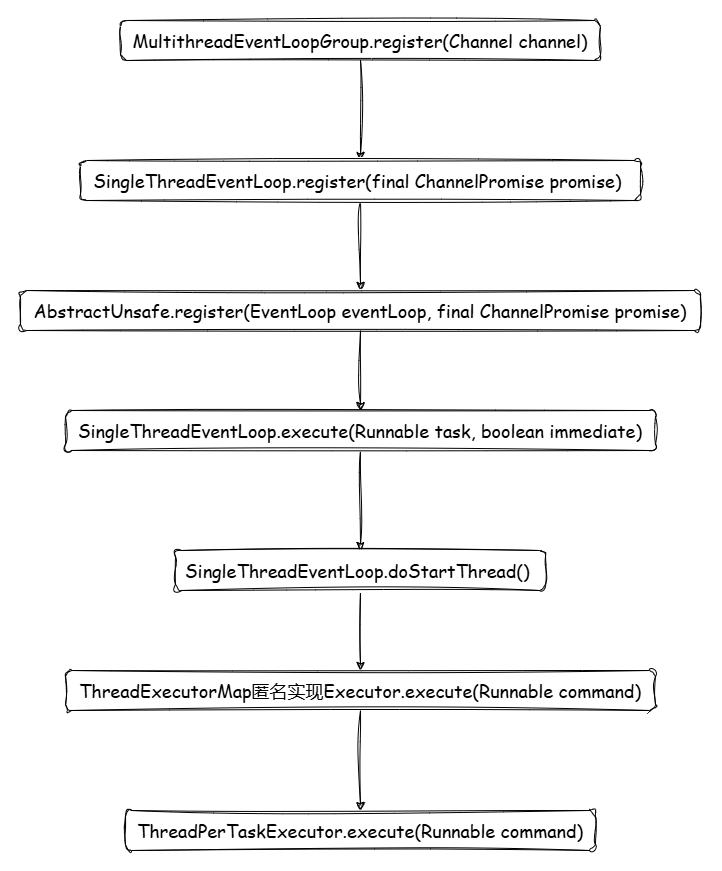 MultithreadEventLoopGroup.register(Channel channel)
SingleThreadEventLoop.register(final ChannelPromise promise)
AbstractUnsafe.register(EventLoop eventLoop, final ChannelPromise promise)
SingleThreadEventLoop.execute(Runnable task, boolean immediate)
SingleThreadEventLoop.doStartThread()
ThreadExecutorMap匿名实现Executor.execute(Runnable command)
ThreadPerTaskExecutor.execute(Runnable command)